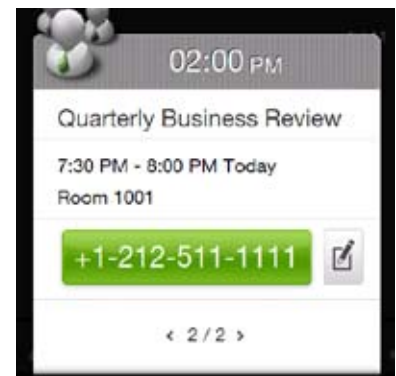 02:00 PM
Quarterly Business Review
7:30 PM - 8:00 PM Today
Room 1001
+1-212-511-1111
< 2 / 2 >